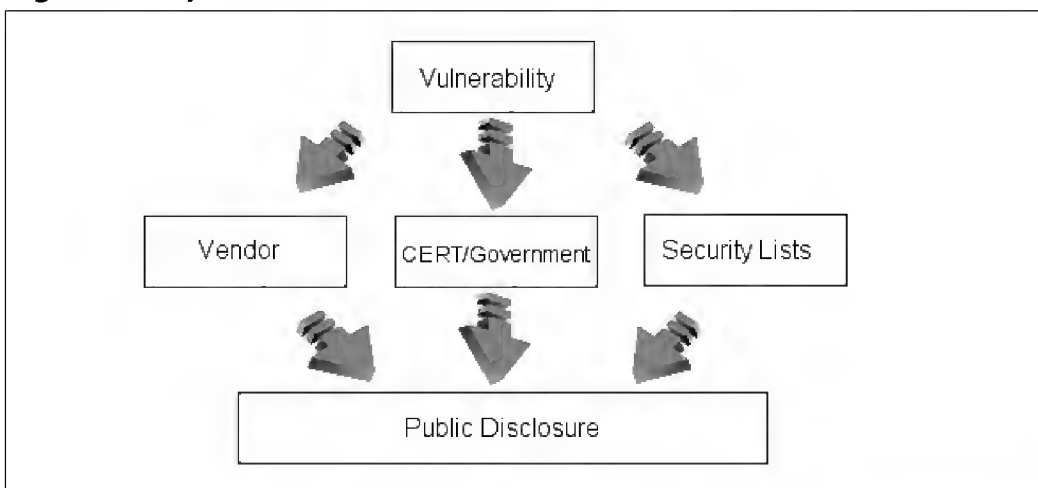 Vulnerability
Vendor
CERT/Government
Security Lists
Public Disclosure